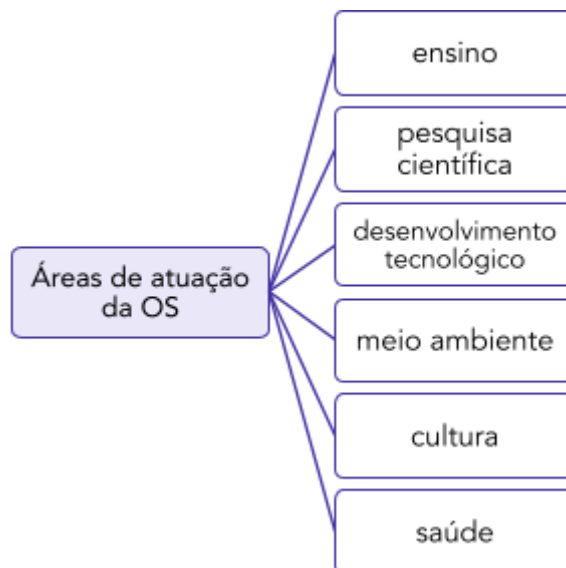 ensino
pesquisa
científica
desenvolvimento
tecnológico
Áreas de atuação
da OS
meio ambiente
cultura
saúde